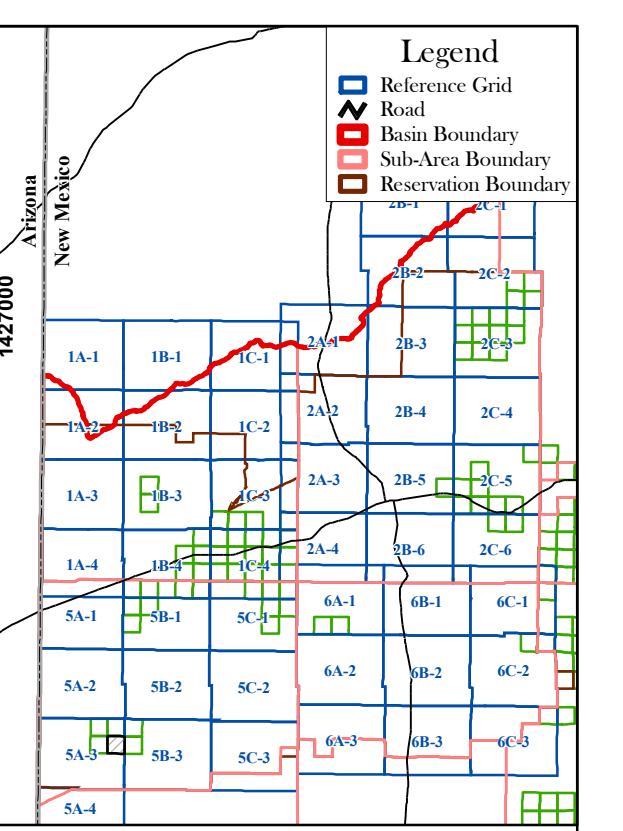 Legend
Reference Grid
Road
Basin Boundary
Sub-Area Boundary
Reservation Boundary
Arizona
New Mexico
1427000
2B-1 2C-1
2B-2 2C-2
2A-1 2B-3 2C-3
1A-1 1B-1 1C-1
2A-2 2B-4 2C-4
1A-2 1B-2 1C-2
2A-3 2B-5 2C-5
1A-3 1B-3 1C-3
2A-4 2B-6 2C-6
1A-4 1B-4 1C-4
6A-1 6B-1 6C-1
5A-1 5B-1 5C-1
6A-2 6B-2 6C-2
5A-2 5B-2 5C-2
6A-3 6B-3 6C-3
5A-3 5B-3 5C-3
5A-4